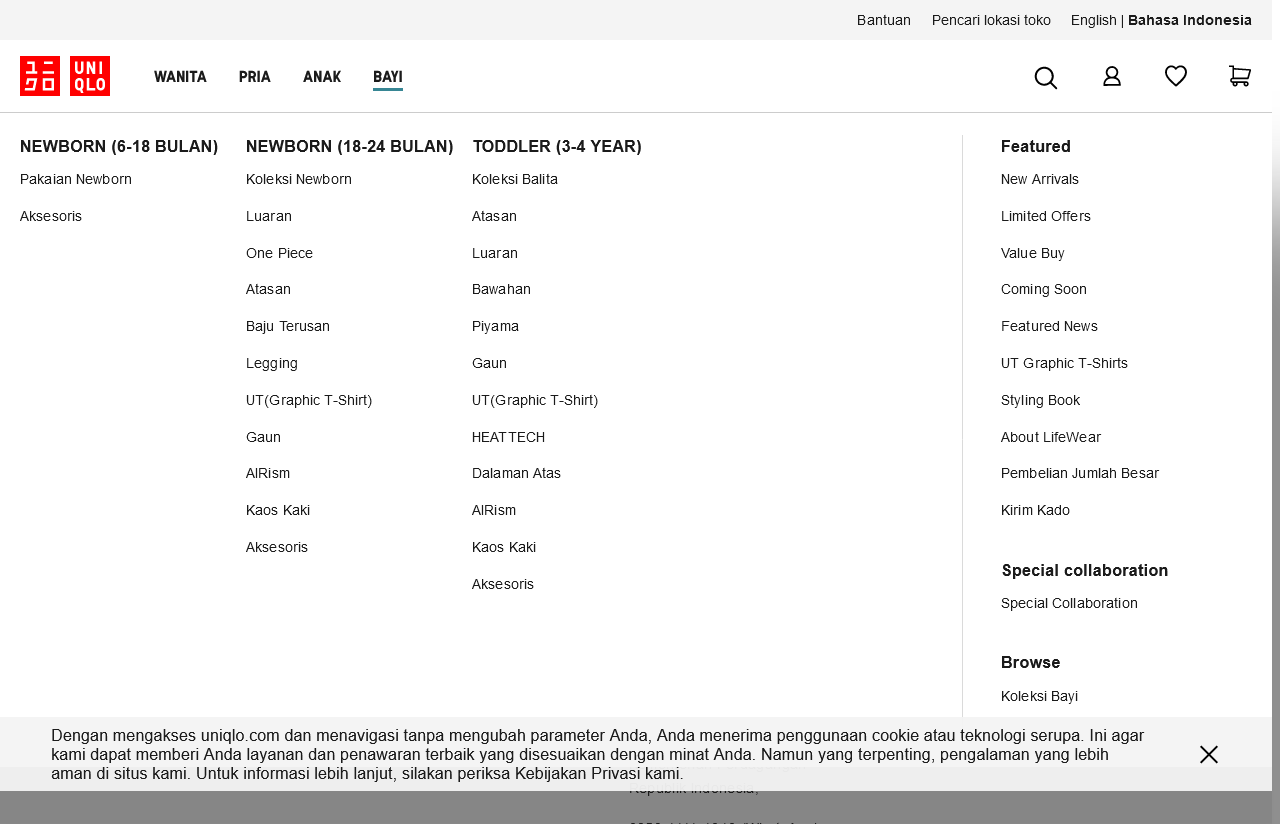 Bantuan Pencari lokasi toko English | Bahasa Indonesia
ユニクロ UNIQLO
WANITA PRIA ANAK BAYI
NEWBORN (6-18 BULAN)
Pakaian Newborn
Aksesoris
NEWBORN (18-24 BULAN)
Koleksi Newborn
Luaran
One Piece
Atasan
Baju Terusan
Legging
UT(Graphic T-Shirt)
Gaun
AIRism
Kaos Kaki
Aksesoris
TODDLER (3-4 YEAR)
Koleksi Balita
Atasan
Luaran
Bawahan
Piyama
Gaun
UT(Graphic T-Shirt)
HEATTECH
Dalaman Atas
AIRism
Kaos Kaki
Aksesoris
Featured
New Arrivals
Limited Offers
Value Buy
Coming Soon
Featured News
UT Graphic T-Shirts
Styling Book
About LifeWear
Pembelian Jumlah Besar
Kirim Kado
Special collaboration
Special Collaboration
Browse
Koleksi Bayi
Dengan mengakses uniqlo.com dan menavigasi tanpa mengubah parameter Anda, Anda menerima penggunaan cookie atau teknologi serupa. Ini agar
kami dapat memberi Anda layanan dan penawaran terbaik yang disesuaikan dengan minat Anda. Namun yang terpenting, pengalaman yang lebih
aman di situs kami. Untuk informasi lebih lanjut, silakan periksa Kebijakan Privasi kami.
Republik Indonesia,